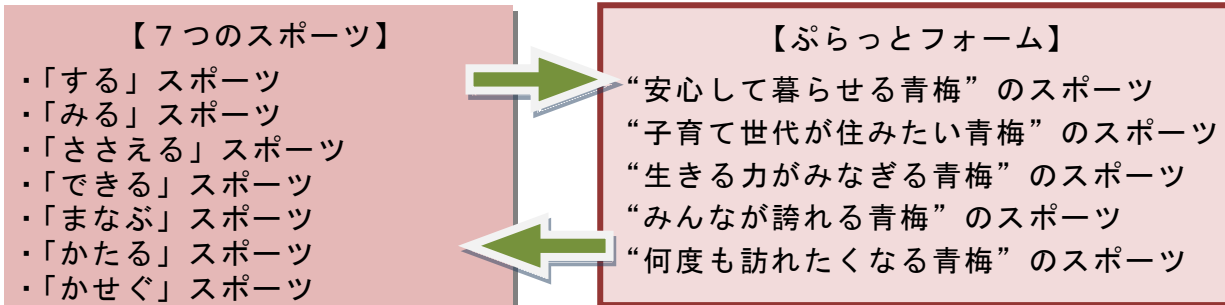 【７つのスポーツ】
・「する」スポーツ
・「みる」スポーツ
・「ささえる」スポーツ
・「できる」スポーツ
・「まなぶ」スポーツ
・「かたる」スポーツ
・「かせぐ」スポーツ
【ぷらっとフォーム】
“安心して暮らせる青梅”のスポーツ
“子育て世代が住みたい青梅”のスポーツ
“生きる力がみなぎる青梅”のスポーツ
“みんなが誇れる青梅”のスポーツ
“何度も訪れたくなる青梅”のスポーツ